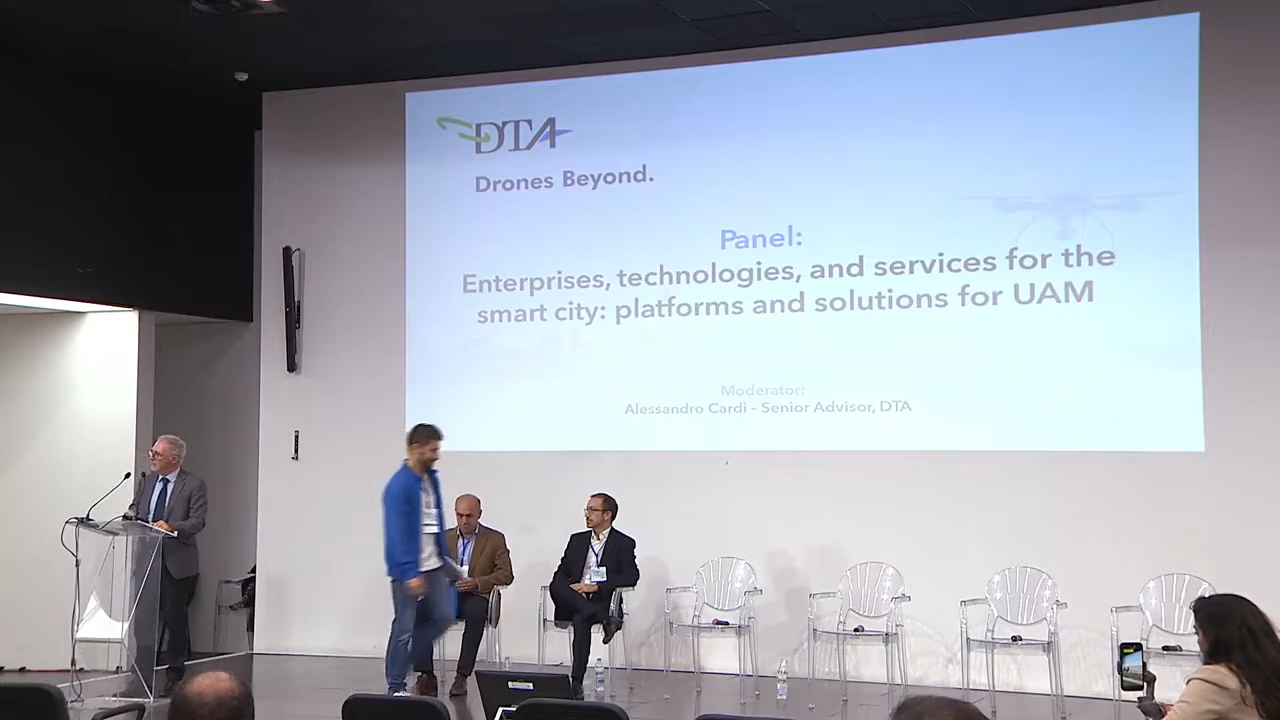 DTA
Drones Beyond.
Panel:
Enterprises, technologies, and services for the
smart city: platforms and solutions for UAM
Moderator:
Alessandro Cardi – Senior Advisor, DTA